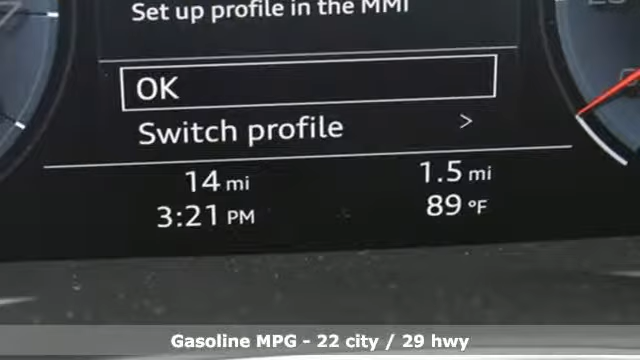 Set up profile in the MMI
OK
Switch profile >
14 mi 1.5 mi
3:21 PM 89 °F
Gasoline MPG - 22 city / 29 hwy